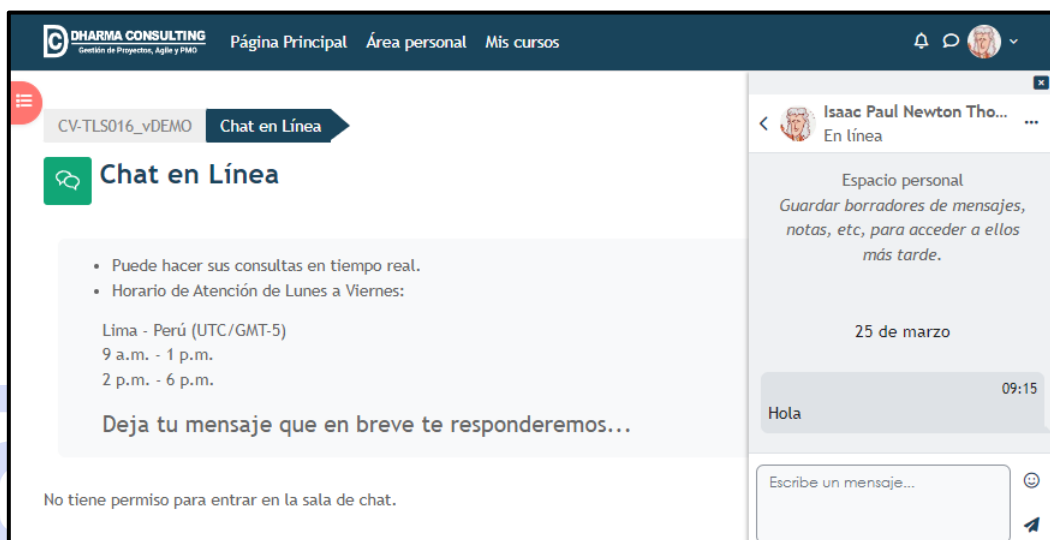 DHARMA CONSULTING
Gestión de Proyectos, Agile y PMO
Página Principal Área personal Mis cursos
CV-TLS016_vDEMO Chat en Línea
Chat en Línea
• Puede hacer sus consultas en tiempo real.
• Horario de Atención de Lunes a Viernes:
Lima - Perú (UTC/GMT-5)
9 a.m. - 1 p.m.
2 p.m. - 6 p.m.
Deja tu mensaje que en breve te responderemos...
No tiene permiso para entrar en la sala de chat.
Isaac Paul Newton Tho...
En línea
Espacio personal
Guardar borradores de mensajes,
notas, etc, para acceder a ellos
más tarde.
25 de marzo
09:15
Hola
Escribe un mensaje...